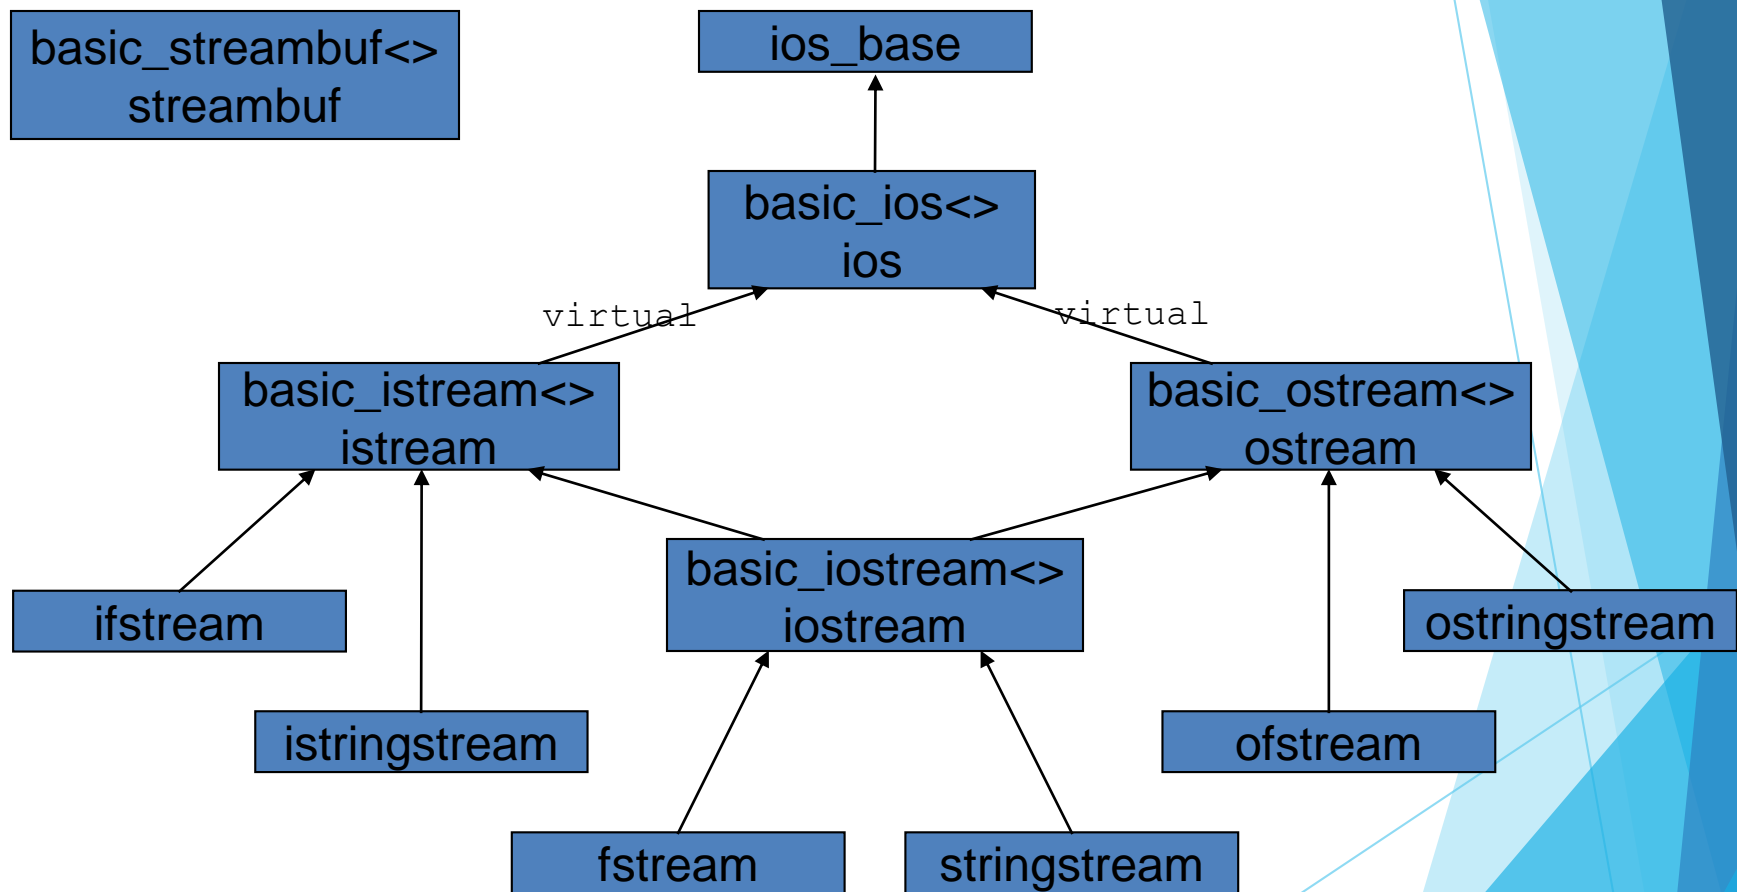 basic_streambuf<>
streambuf
ios_base
basic_ios<>
ios
virtual
virtual
basic_istream<>
istream
basic_ostream<>
ostream
basic_iostream<>
iostream
ifstream
ostringstream
istringstream
ofstream
fstream
stringstream